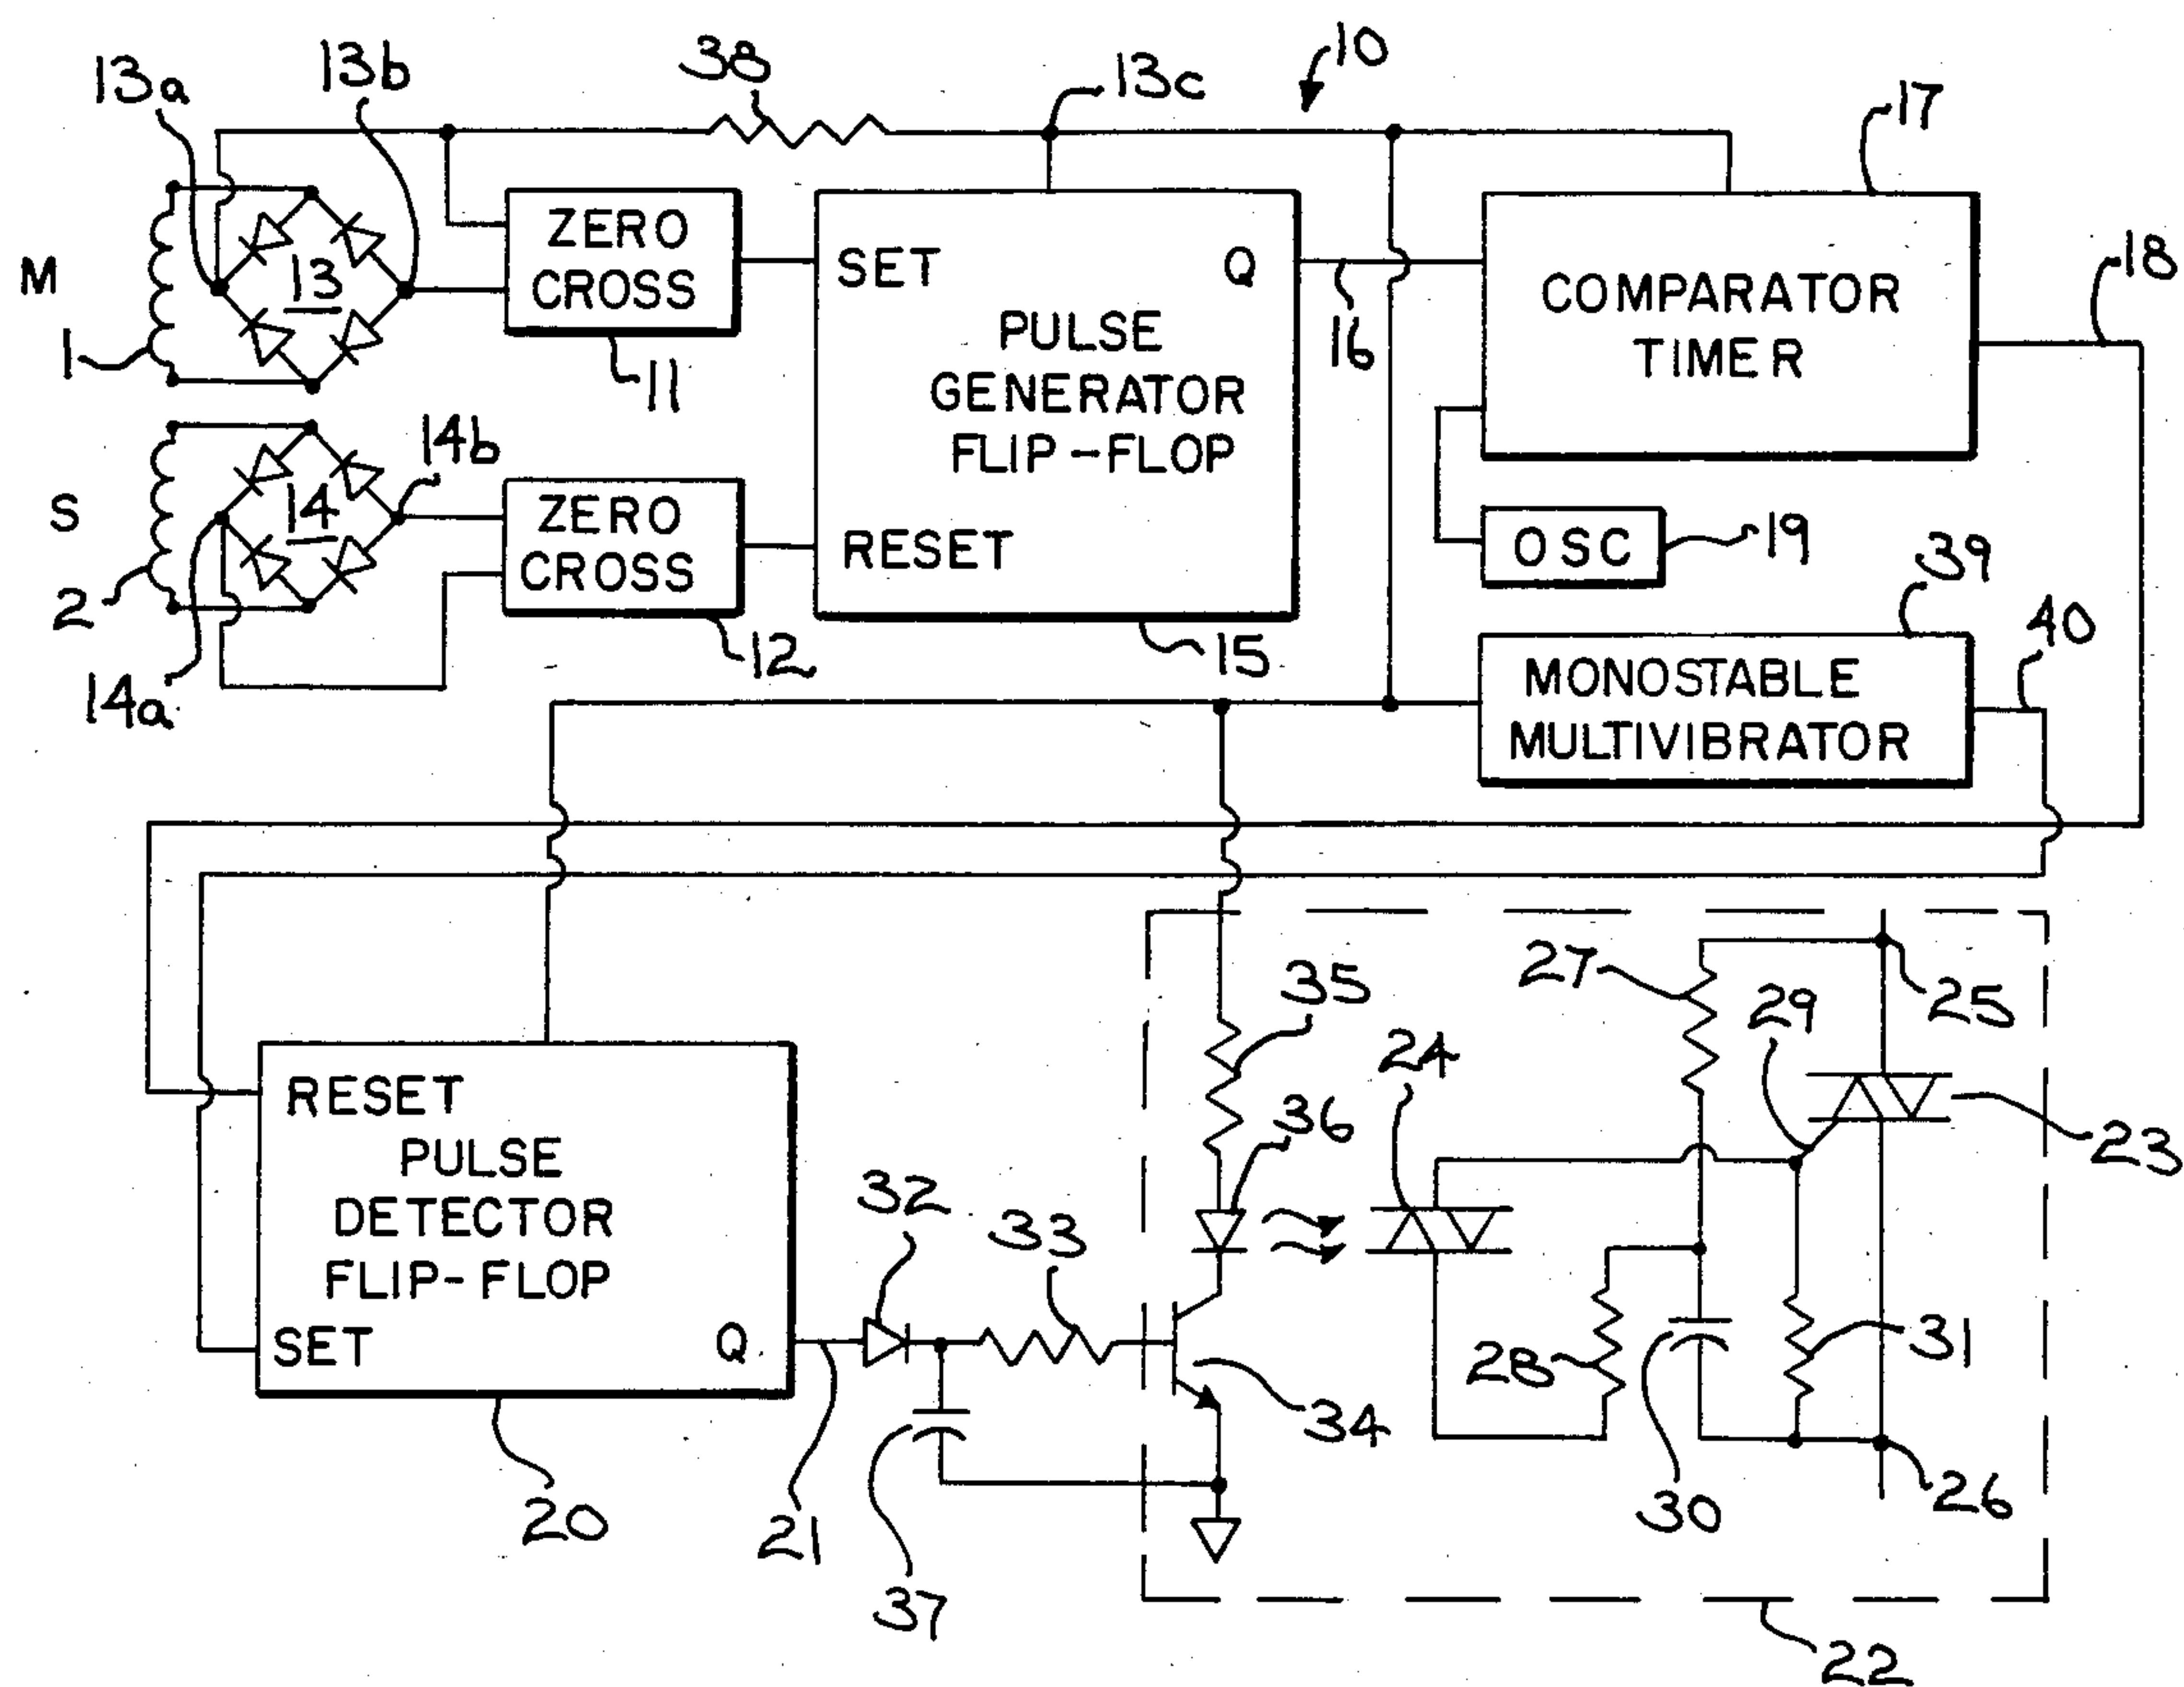 10
38
13b
13c
13a
17
ZERO
CROSS
SET
Q
13
M
COMPARATOR
TIMER
18
16
PULSE
GENERATOR
FLIP-FLOP
1
11
14b
S
14
ZERO
CROSS
RESET
OSC
19
39
2
12
15
40
14a
MONOSTABLE
MULTIVIBRATOR
27
35
29
25
24
RESET
PULSE
DETECTOR
FLIP-FLOP
SET
Q
36
23
32
33
28
31
34
20
21
30
26
37
22